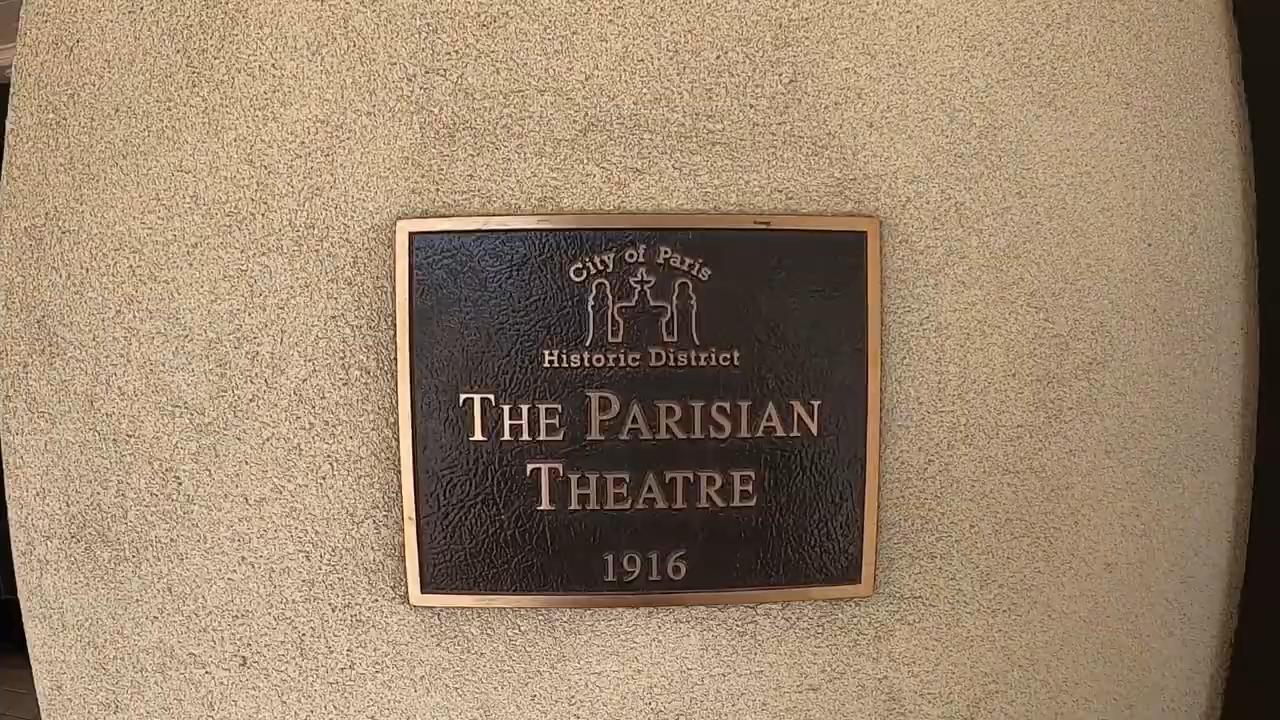 City of Paris
Historic District
THE PARISIAN
THEATRE
1916